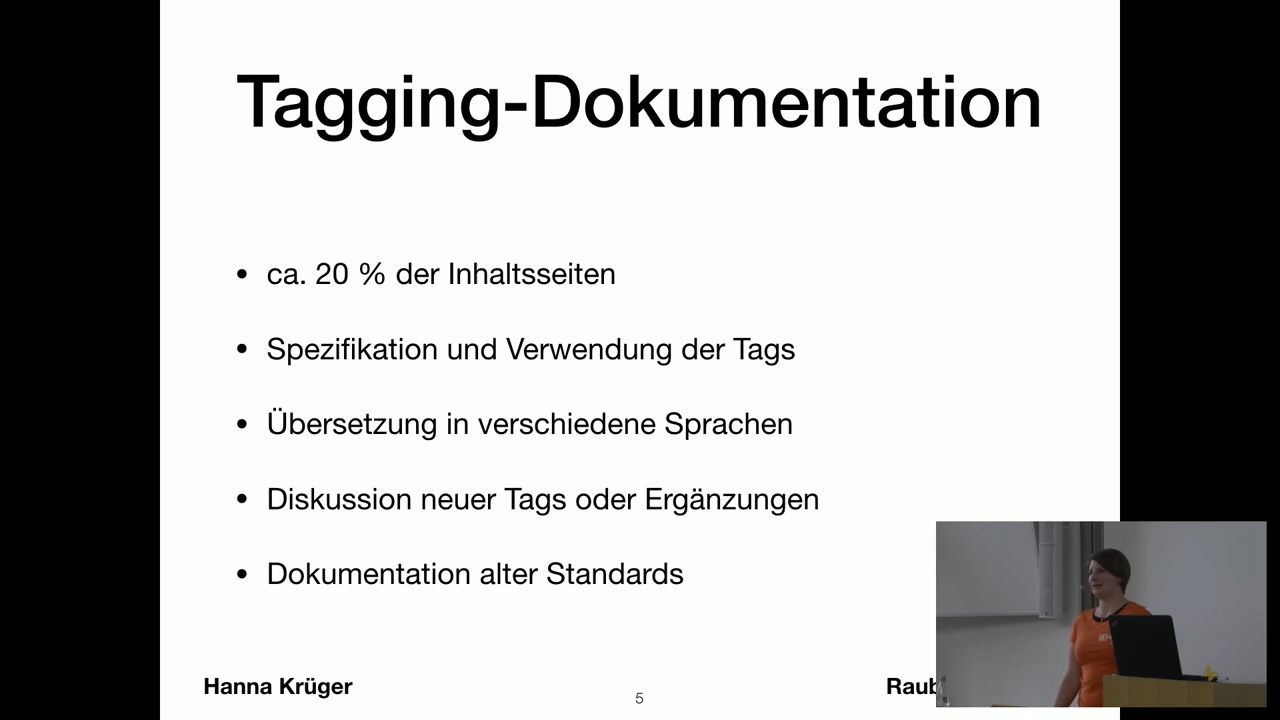 Tagging-Dokumentation
• ca. 20 % der Inhaltsseiten
• Spezifikation und Verwendung der Tags
• Übersetzung in verschiedene Sprachen
• Diskussion neuer Tags oder Ergänzungen
• Dokumentation alter Standards
Hanna Krüger
5